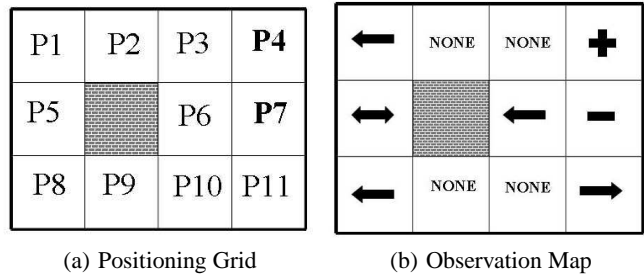 P1 P2 P3 P4
NONE NONE
P5 P6 P7
P8 P9 P10 P11
NONE NONE
(a) Positioning Grid
(b) Observation Map